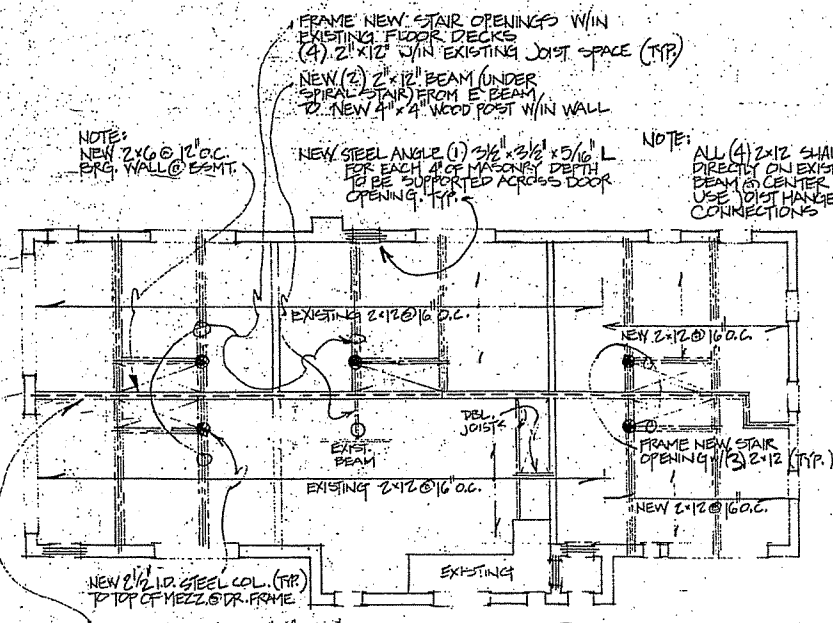 FRAME NEW STAIR OPENINGS W/IN
EXISTING FLOOR DECKS
(4) 2"x12" W/IN EXISTING JOIST SPACE (TYP.)
NEW (2) 2"x12" BEAM (UNDER
SPIRAL STAIR) FROM E BEAM
TO NEW 4"x4" WOOD POST W/IN WALL
NOTE:
NEW 2x6 @ 12" O.C.
BRG. WALL @ BSMT.
NEW STEEL ANGLE (1) 3½" x 3½" x 5/16" L
FOR EACH 4" OF MASONRY DEPTH
TO BE SUPPORTED ACROSS DOOR
OPENING. TYP.
NOTE:
ALL (4) 2x12 SHA
DIRECTLY ON EXIS
BEAM @ CENTER
USE JOIST HANGE
CONNECTIONS
EXISTING 2x12 @ 16" O.C.
NEW 2x12 @ 16" O.C.
DBL.
JOIST
EXIST.
BEAM
FRAME NEW STAIR
OPENING W/(3) 2x12 (TYP.)
EXISTING 2x12 @ 16" O.C.
NEW 2x12 @ 16" O.C.
EXISTING
NEW 2½" I.D. STEEL COL. (TYP.)
TO TOP OF MEZZ. @ DR. FRAME